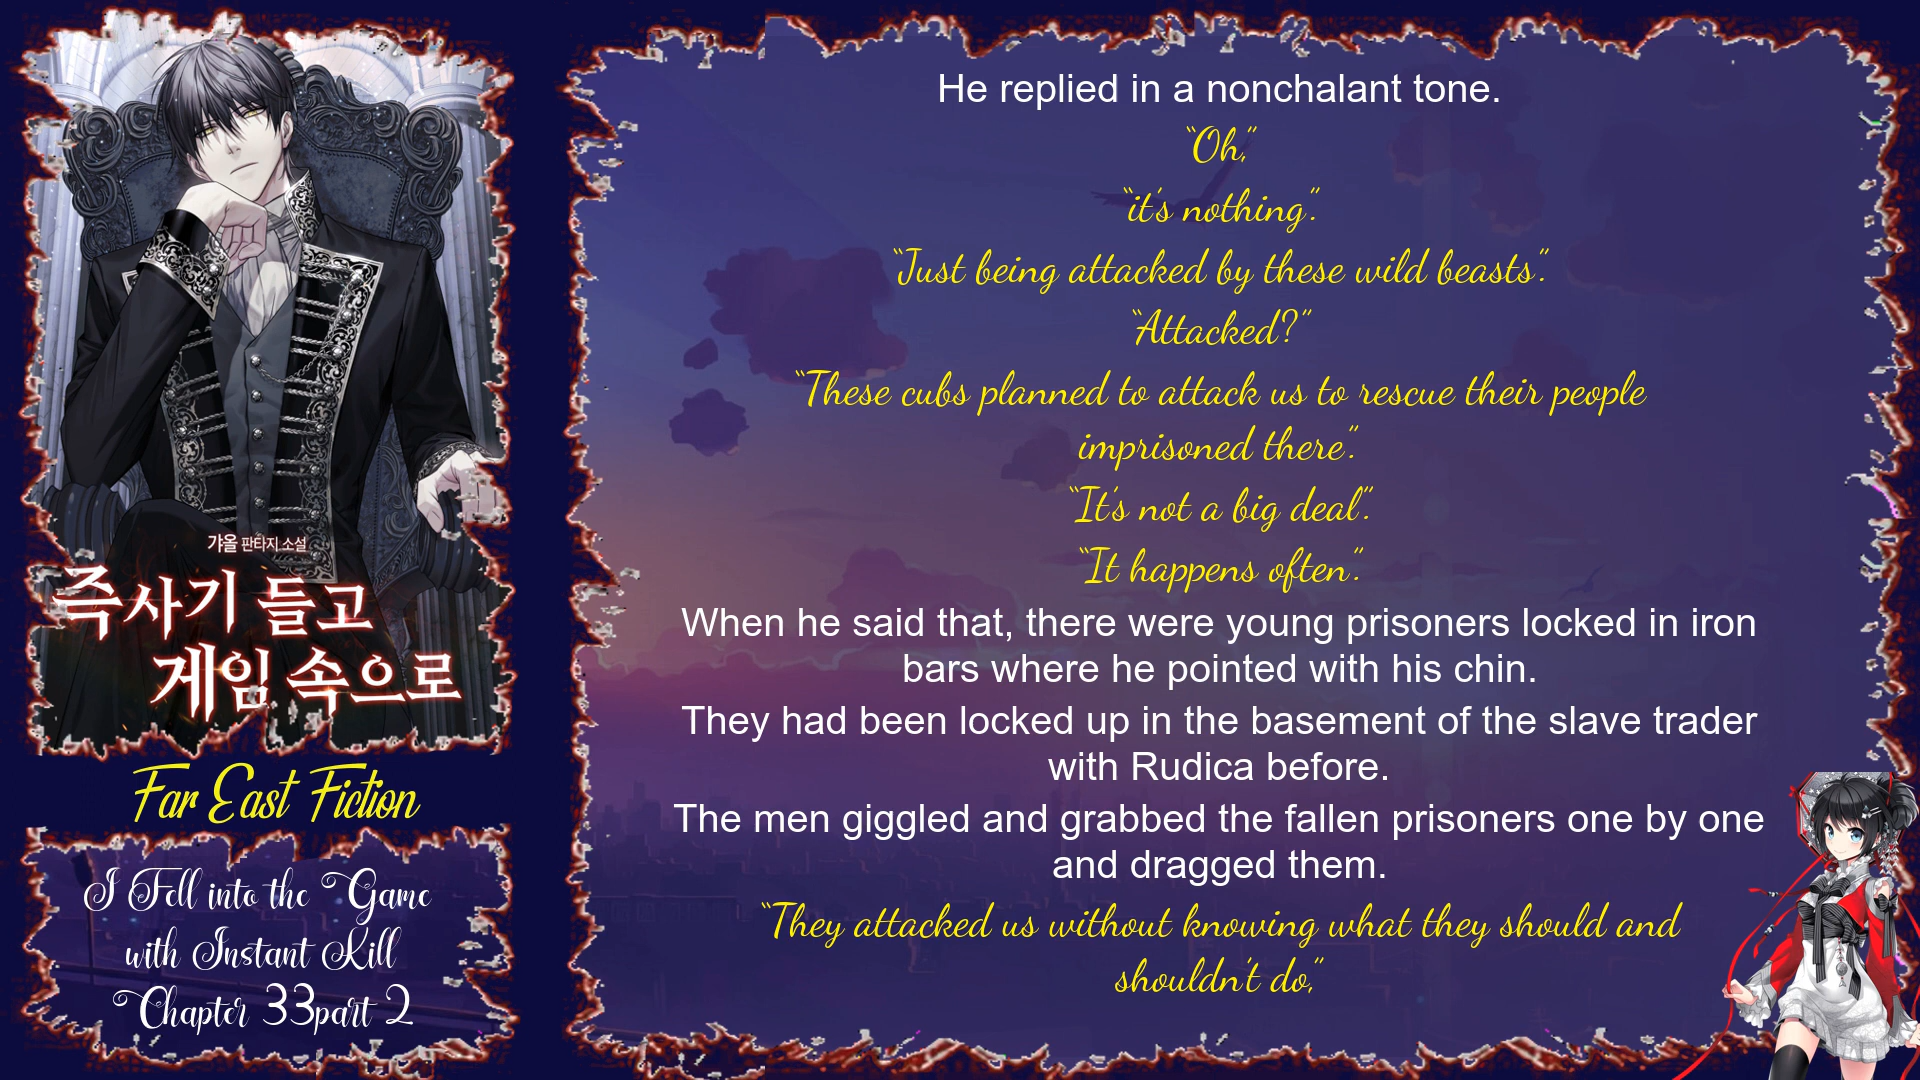 갸올 판타지 소설
즉사기 들고
게임 속으로
Far East Fiction
I Fell into the Game
with Instant Kill
Chapter 33part 2
He replied in a nonchalant tone.
“Oh,”
“it’s nothing”.
“Just being attacked by these wild beasts”.
“Attacked?”
“These cubs planned to attack us to rescue their people
imprisoned there”.
“It’s not a big deal”.
“It happens often”.
When he said that, there were young prisoners locked in iron
bars where he pointed with his chin.
They had been locked up in the basement of the slave trader
with Rudica before.
The men giggled and grabbed the fallen prisoners one by one
and dragged them.
“They attacked us without knowing what they should and
shouldn’t do,”